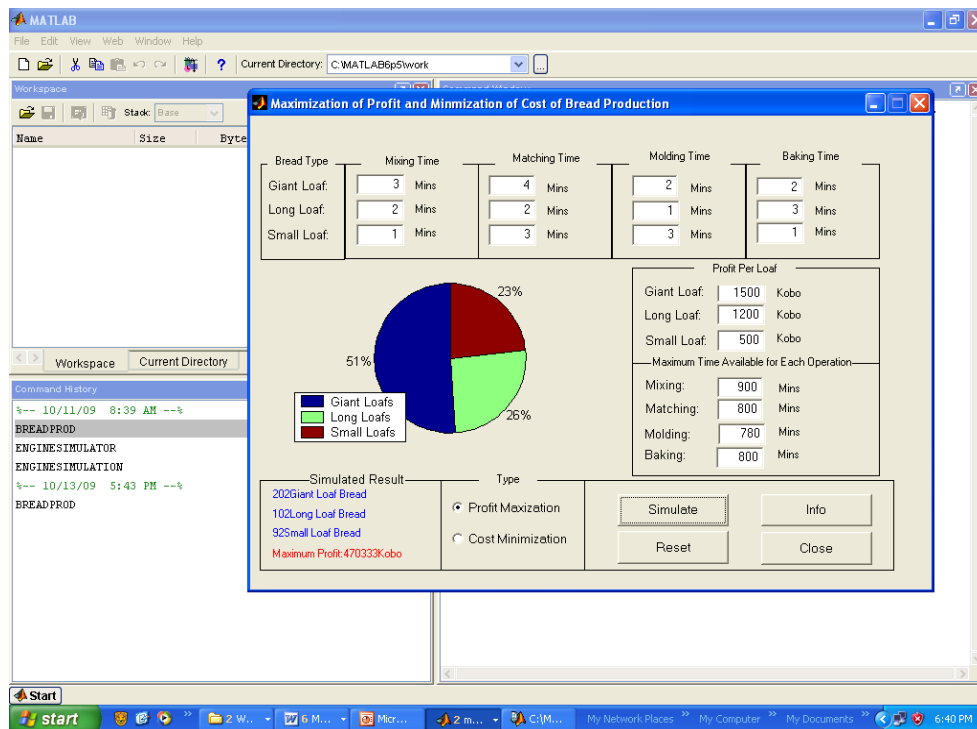 MATLAB
File Edit View Web Window Help
Current Directory: C:\MATLAB6p5\work ...
Workspace
Stack: Base
Name Size Byte
Maximization of Profit and Minmization of Cost of Bread Production
Bread Type Mixing Time Matching Time Molding Time Baking Time
Giant Loaf: 3 Mins 4 Mins 2 Mins 2 Mins
Long Loaf: 2 Mins 2 Mins 1 Mins 3 Mins
Small Loaf: 1 Mins 3 Mins 3 Mins 1 Mins
Profit Per Loaf
Giant Loaf: 1500 Kobo
Long Loaf: 1200 Kobo
Small Loaf: 500 Kobo
Maximum Time Available for Each Operation
Mixing: 900 Mins
Matching: 800 Mins
Molding: 780 Mins
Baking: 800 Mins
23%
51%
26%
Giant Loafs
Long Loafs
Small Loafs
Workspace Current Directory
Command History
%-- 10/11/09 8:39 AM --%
BREADPROD
ENGINESIMULATOR
ENGINESIMULATION
%-- 10/13/09 5:43 PM --%
BREADPROD
Simulated Result
202Giant Loaf Bread
102Long Loaf Bread
92Small Loaf Bread
Maximum Profit:470333Kobo
Type
Profit Maxization
Cost Minimization
Simulate Info
Reset Close
Start
start 2 W... 6 M... Micr... 2 m... C:\M... My Network Places My Computer My Documents 6:40 PM